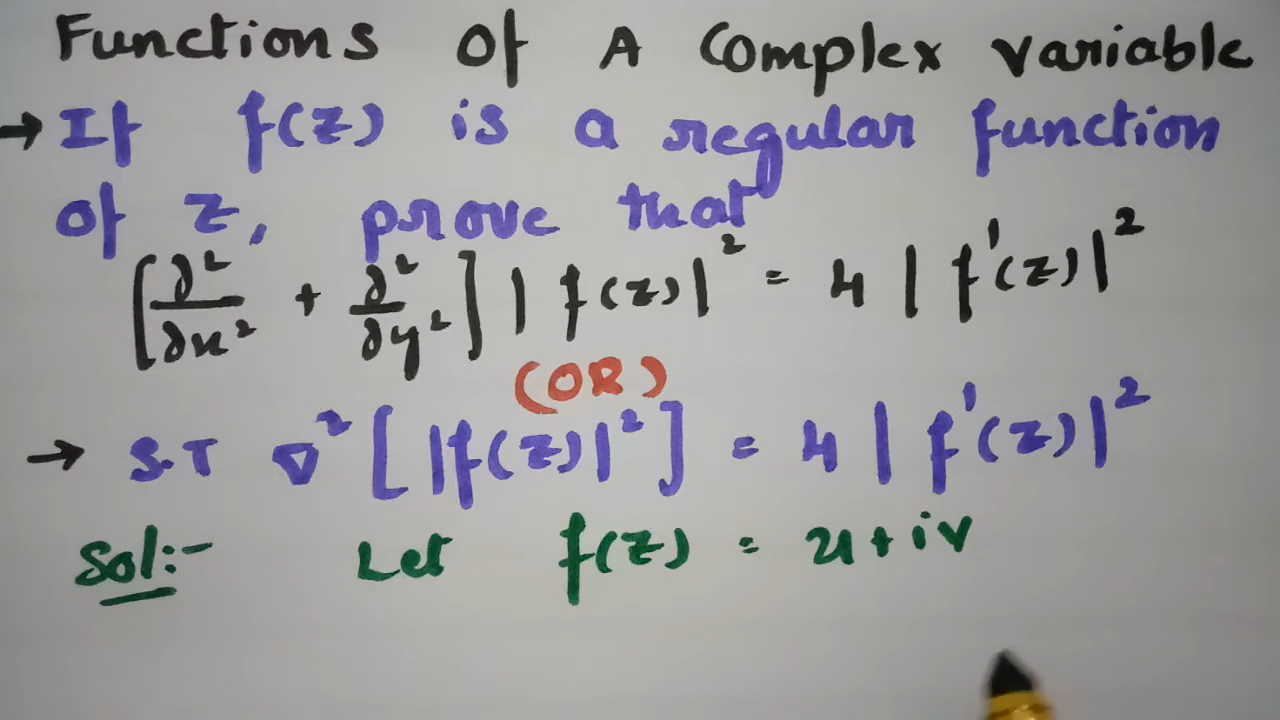 Functions Of A Complex Variable
→ If f(z) is a regular function
of z, prove that
[∂²/∂x² + ∂²/∂y²] | f(z)|² = 4 | f'(z)|²
(OR)
→ S.T ∇² [ |f(z)|² ] = 4 | f'(z)|²
Sol:- Let f(z) = u + iv